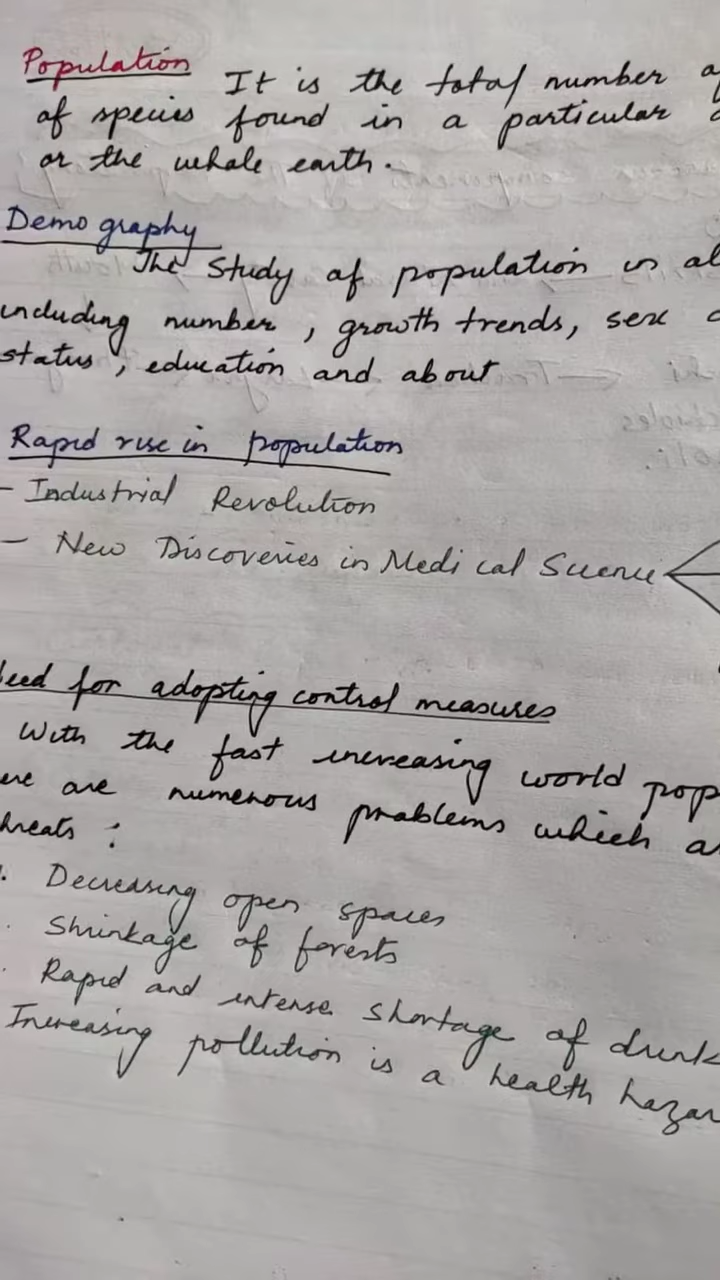 Population It is the total number
of species found in a particular
or the whole earth.
Demography
The Study of population in al
including number, growth trends, sex
status, education and about
Rapid rise in population
- Industrial Revolution
- New Discoveries in Medical Science
eed for adopting control measures
With the fast increasing world pop
ere are numerous problems which a
hreats :
. Decreasing open spaces
. Shrinkage of forests
. Rapid and intense shortage of drink
Increasing pollution is a health hazar